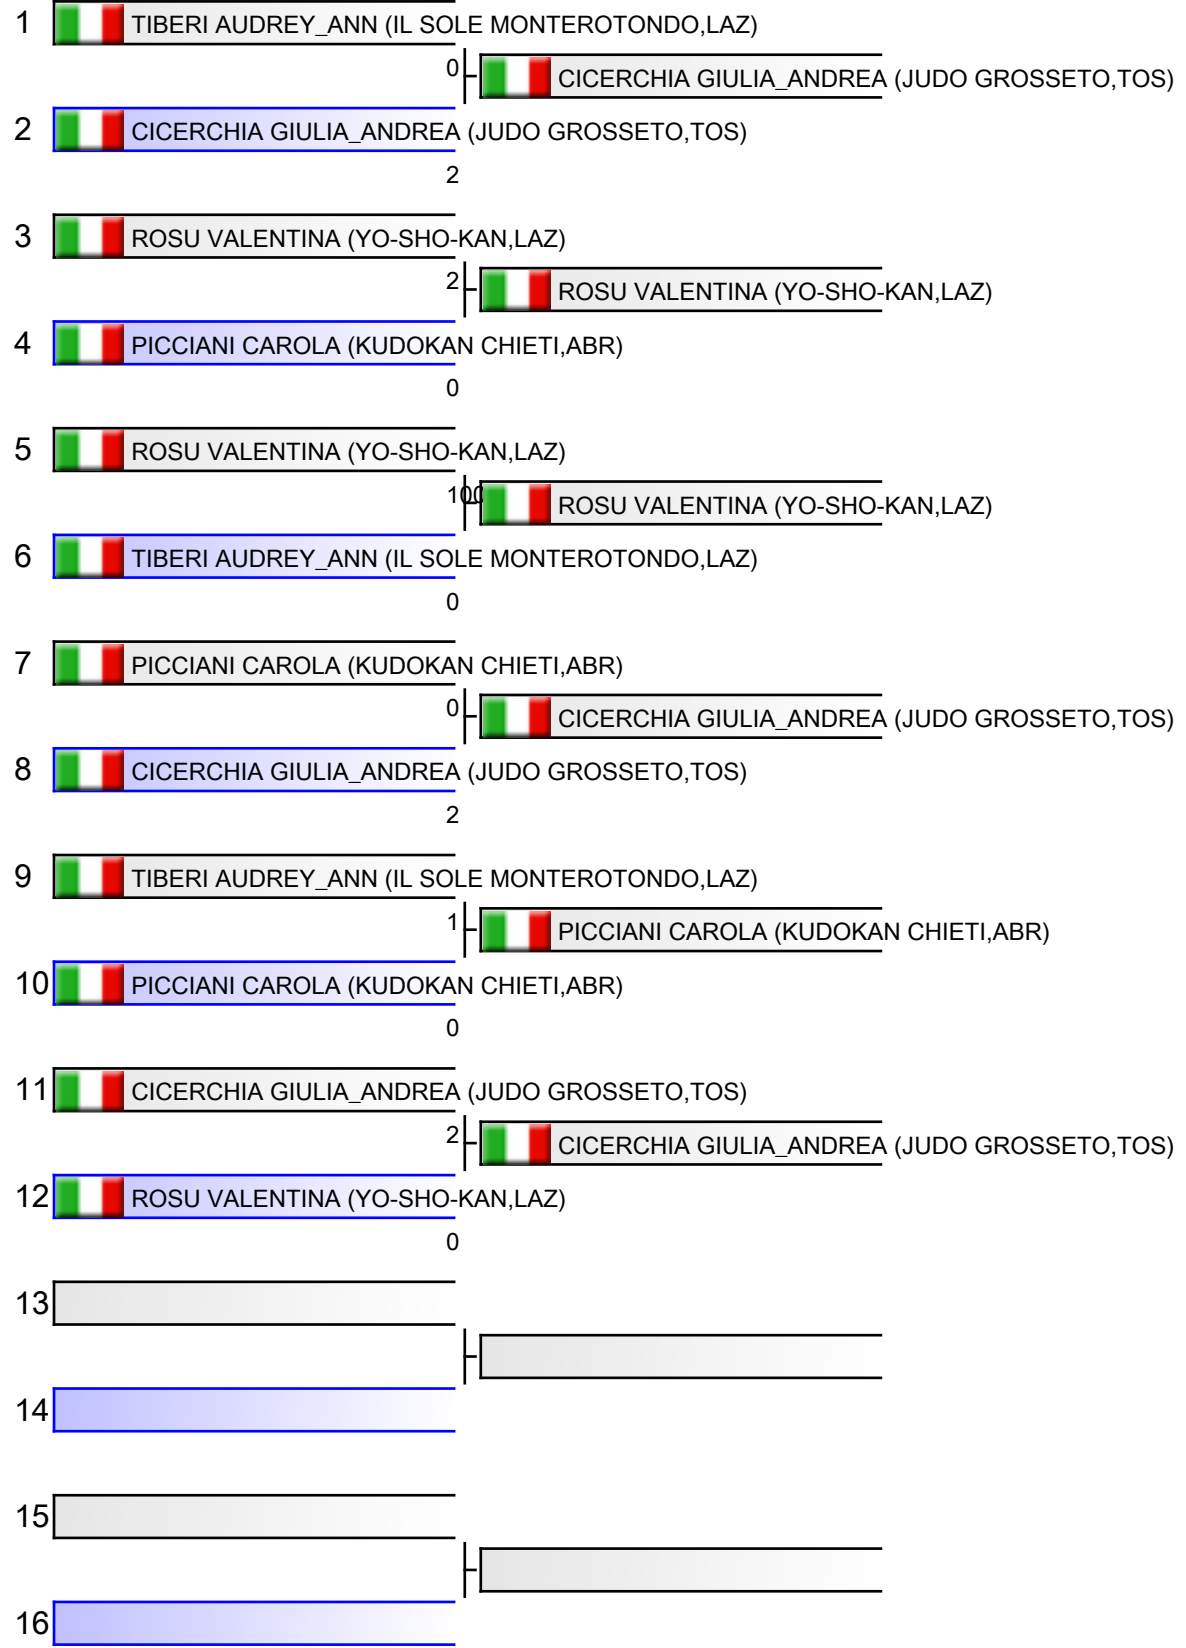 1 TIBERI AUDREY_ANN (IL SOLE MONTEROTONDO,LAZ)
0 CICERCHIA GIULIA_ANDREA (JUDO GROSSETO,TOS)
2 CICERCHIA GIULIA_ANDREA (JUDO GROSSETO,TOS)
2
3 ROSU VALENTINA (YO-SHO-KAN,LAZ)
2 ROSU VALENTINA (YO-SHO-KAN,LAZ)
4 PICCIANI CAROLA (KUDOKAN CHIETI,ABR)
0
5 ROSU VALENTINA (YO-SHO-KAN,LAZ)
100 ROSU VALENTINA (YO-SHO-KAN,LAZ)
6 TIBERI AUDREY_ANN (IL SOLE MONTEROTONDO,LAZ)
0
7 PICCIANI CAROLA (KUDOKAN CHIETI,ABR)
0 CICERCHIA GIULIA_ANDREA (JUDO GROSSETO,TOS)
8 CICERCHIA GIULIA_ANDREA (JUDO GROSSETO,TOS)
2
9 TIBERI AUDREY_ANN (IL SOLE MONTEROTONDO,LAZ)
1 PICCIANI CAROLA (KUDOKAN CHIETI,ABR)
10 PICCIANI CAROLA (KUDOKAN CHIETI,ABR)
0
11 CICERCHIA GIULIA_ANDREA (JUDO GROSSETO,TOS)
2 CICERCHIA GIULIA_ANDREA (JUDO GROSSETO,TOS)
12 ROSU VALENTINA (YO-SHO-KAN,LAZ)
0
13
14
15
16